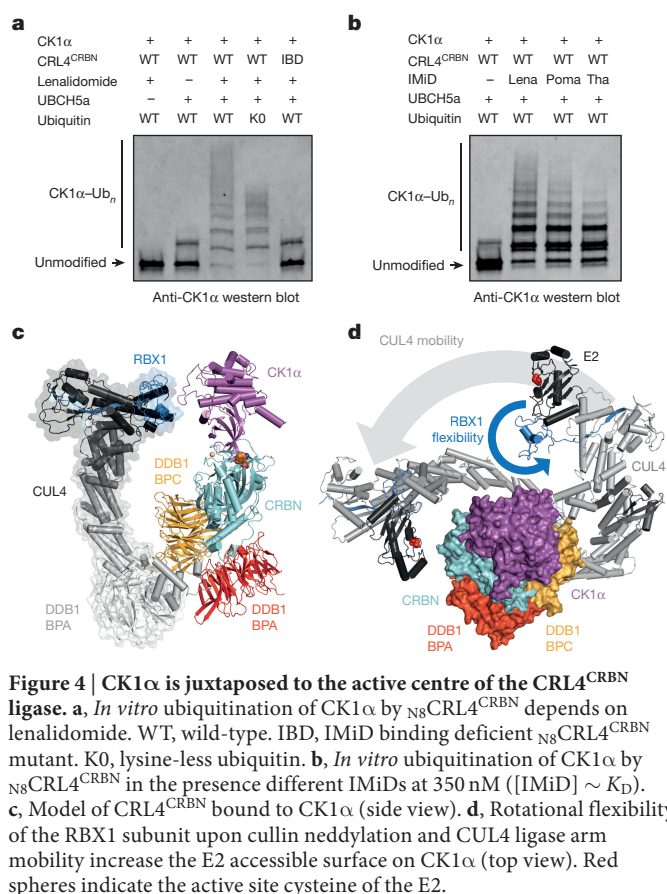 a
CK1α + + + + +
CRL4CRBN WT WT WT WT IBD
Lenalidomide + – + + +
UBCH5a – + + + +
Ubiquitin WT WT WT K0 WT
CK1α–Ubn
Unmodified
Anti-CK1α western blot
b
CK1α + + + +
CRL4CRBN WT WT WT WT
IMiD – Lena Poma Tha
UBCH5a + + + +
Ubiquitin WT WT WT WT
CK1α–Ubn
Unmodified
Anti-CK1α western blot
c
RBX1
CK1α
CUL4
DDB1
BPC
CRBN
DDB1
BPA
DDB1
BPA
d
CUL4 mobility
E2
RBX1
flexibility
CUL4
CRBN
CK1α
DDB1
BPA
DDB1
BPC
Figure 4 | CK1α is juxtaposed to the active centre of the CRL4CRBN
ligase. a, In vitro ubiquitination of CK1α by N8CRL4CRBN depends on
lenalidomide. WT, wild-type. IBD, IMiD binding deficient N8CRL4CRBN
mutant. K0, lysine-less ubiquitin. b, In vitro ubiquitination of CK1α by
N8CRL4CRBN in the presence different IMiDs at 350 nM ([IMiD] ~ KD).
c, Model of CRL4CRBN bound to CK1α (side view). d, Rotational flexibility
of the RBX1 subunit upon cullin neddylation and CUL4 ligase arm
mobility increase the E2 accessible surface on CK1α (top view). Red
spheres indicate the active site cysteine of the E2.